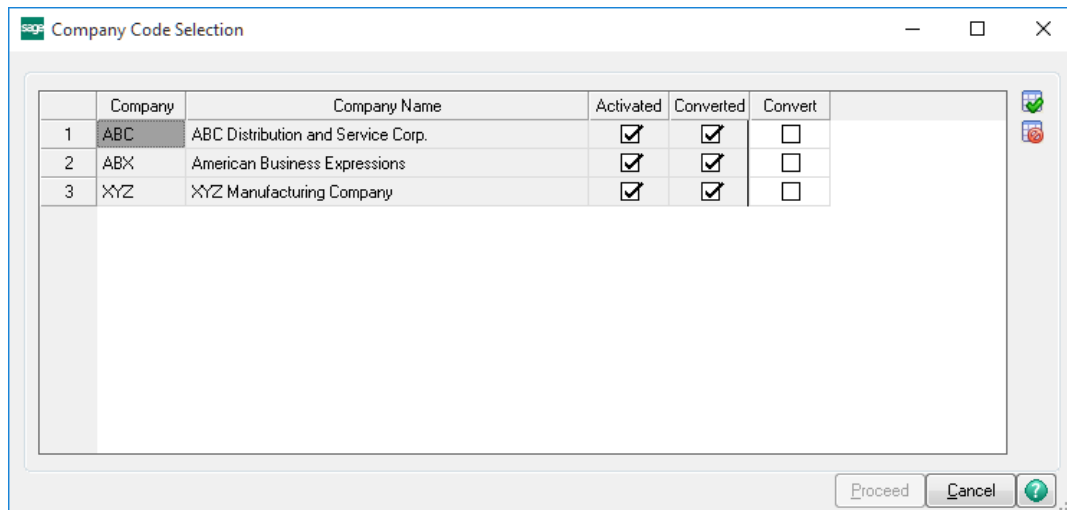 sage Company Code Selection
Company Company Name Activated Converted Convert
1 ABC ABC Distribution and Service Corp.
2 ABX American Business Expressions
3 XYZ XYZ Manufacturing Company
Proceed Cancel ?